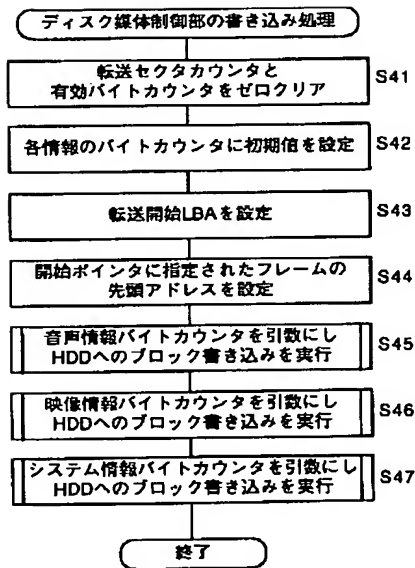 ディスク媒体制御部の書き込み処理
転送セクタカウンタと
有効バイトカウンタをゼロクリア
S41
各情報のバイトカウンタに初期値を設定
S42
転送開始LBAを設定
S43
開始ポインタに指定されたフレームの
先頭アドレスを設定
S44
音声情報バイトカウンタを引数にし
HDDへのブロック書き込みを実行
S45
映像情報バイトカウンタを引数にし
HDDへのブロック書き込みを実行
S46
システム情報バイトカウンタを引数にし
HDDへのブロック書き込みを実行
S47
終了